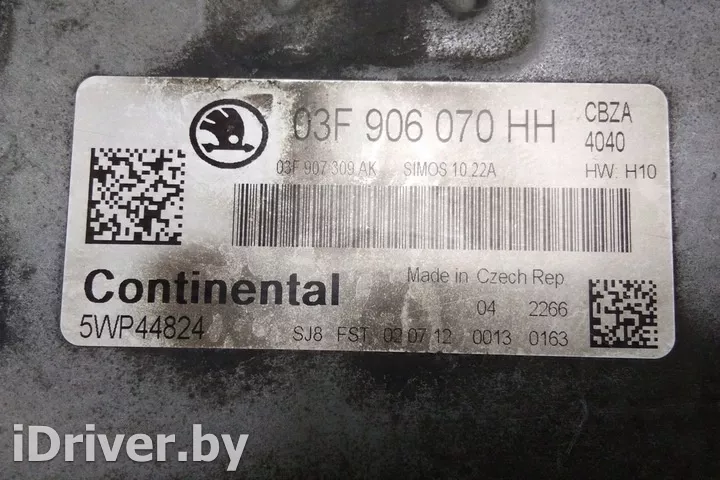 03F 906 070 HH
CBZA
4040
03F 907 309 AK SIMOS 10.22A
HW: H10
Continental
Made in Czech Rep
04 2266
5WP44824
SJ8 FST 02 07 12 0013 0163
iDriver.by